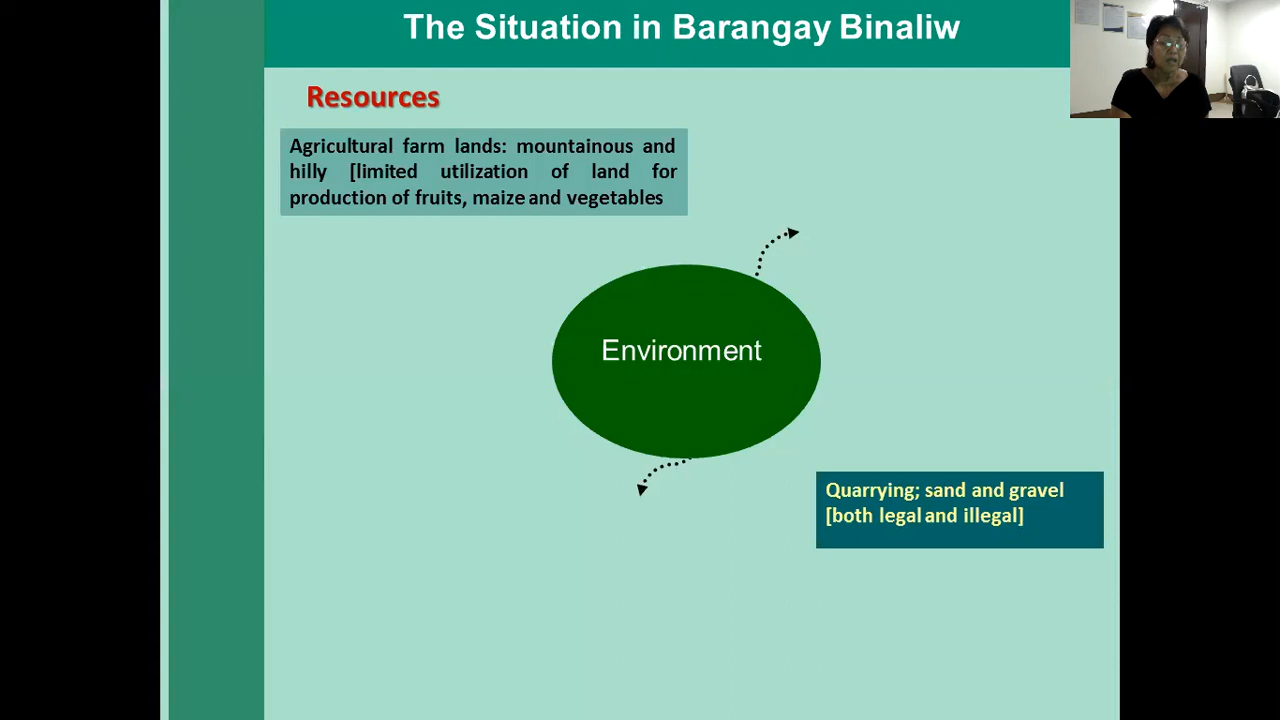 The Situation in Barangay Binaliw
Resources
Agricultural farm lands: mountainous and
hilly [limited utilization of land for
production of fruits, maize and vegetables
Environment
Quarrying; sand and gravel
[both legal and illegal]